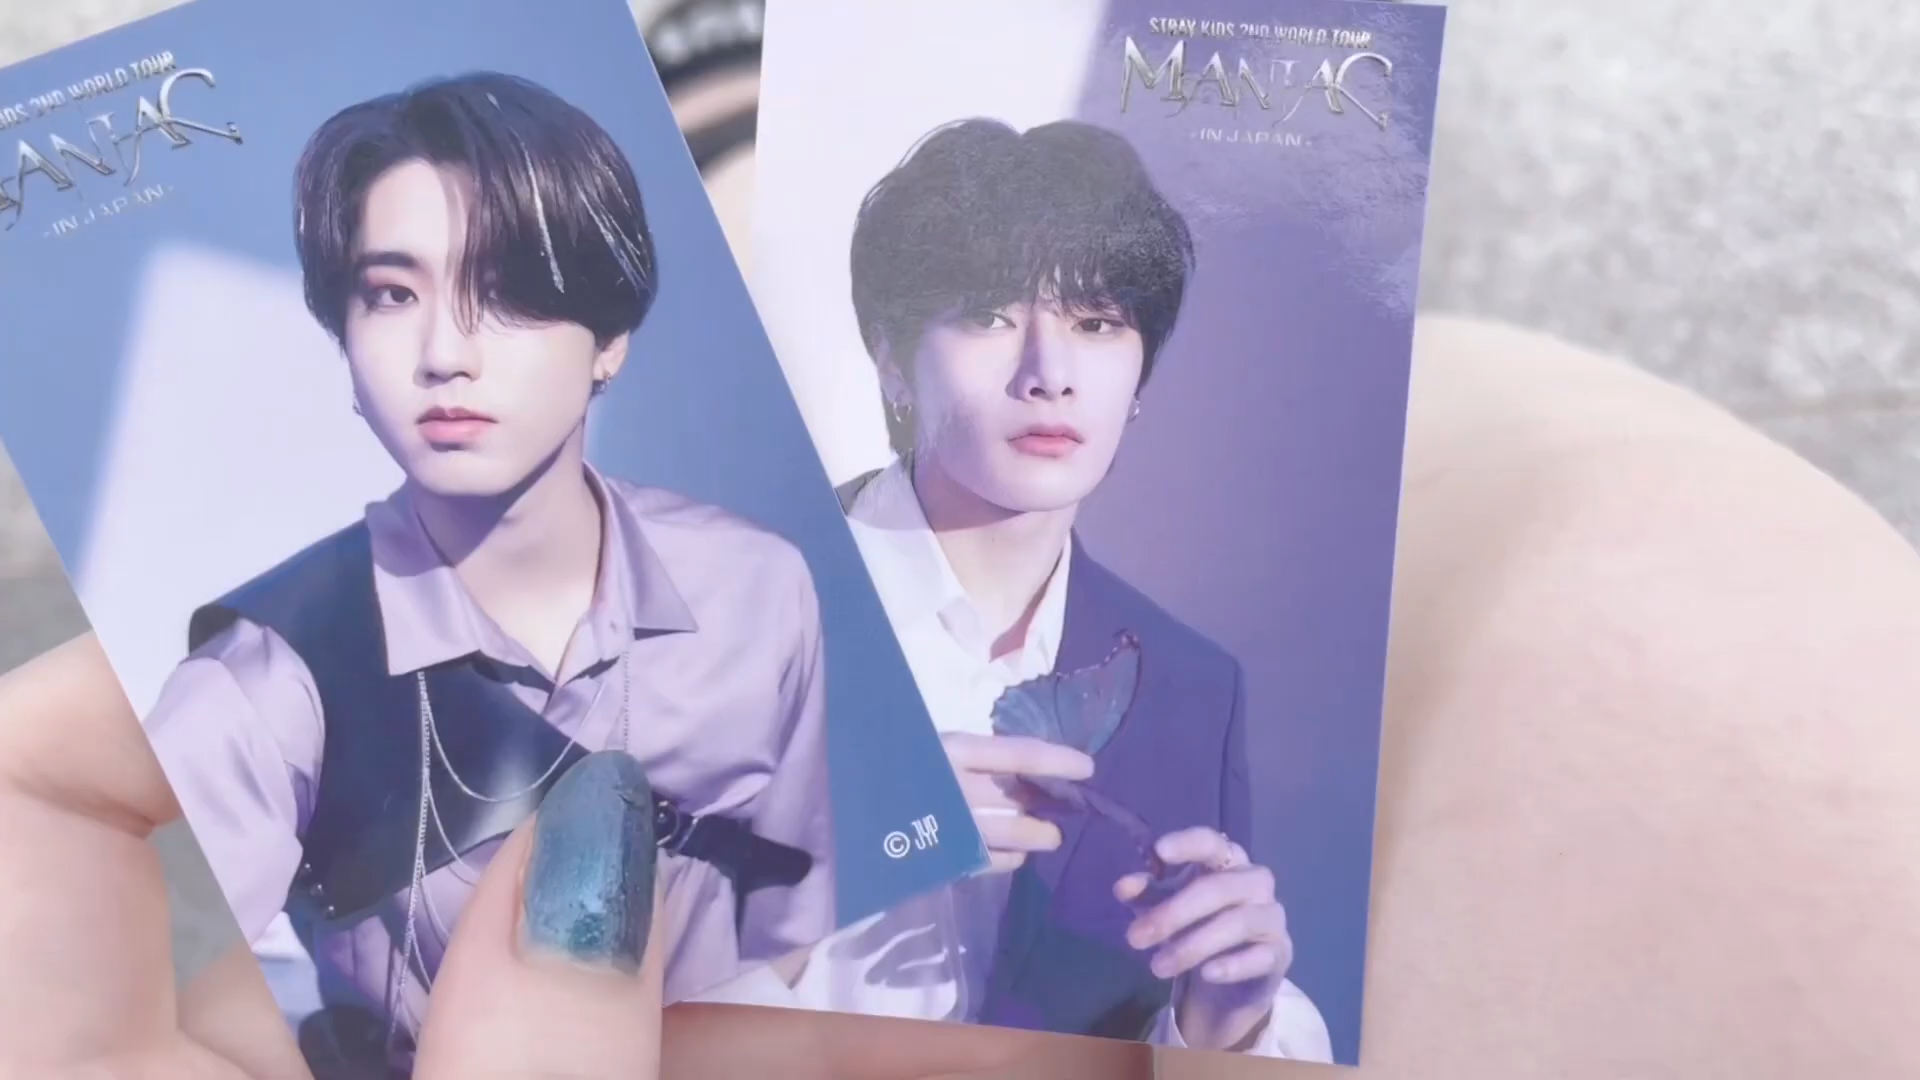 KIDS 2ND WORLD TOUR
MANIAC
-IN JAPAN-
© JYP
STRAY KIDS 2ND WORLD TOUR
MANIAC
-IN JAPAN-